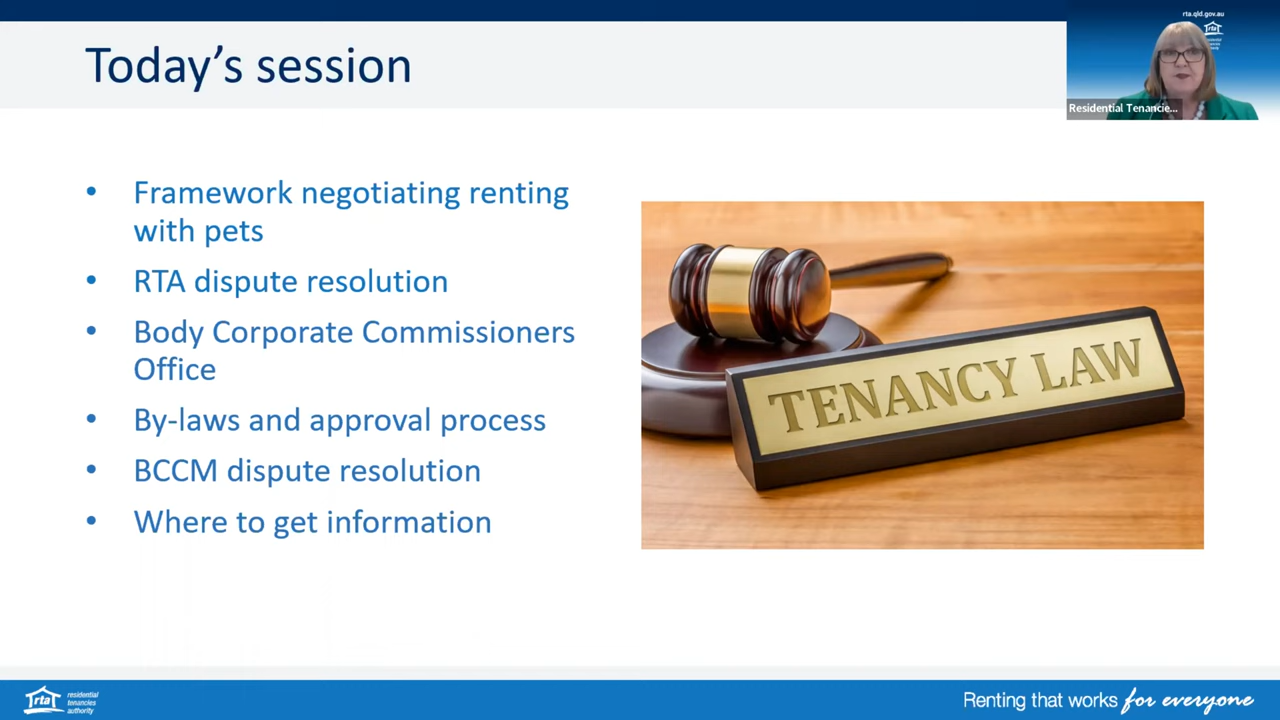 Today's session
rta.qld.gov.au
rta
Residential Tenancie...
• Framework negotiating renting
with pets
• RTA dispute resolution
• Body Corporate Commissioners
Office
• By-laws and approval process
• BCCM dispute resolution
• Where to get information
TENANCY LAW
rta
residential
tenancies
authority
Renting that works for everyone